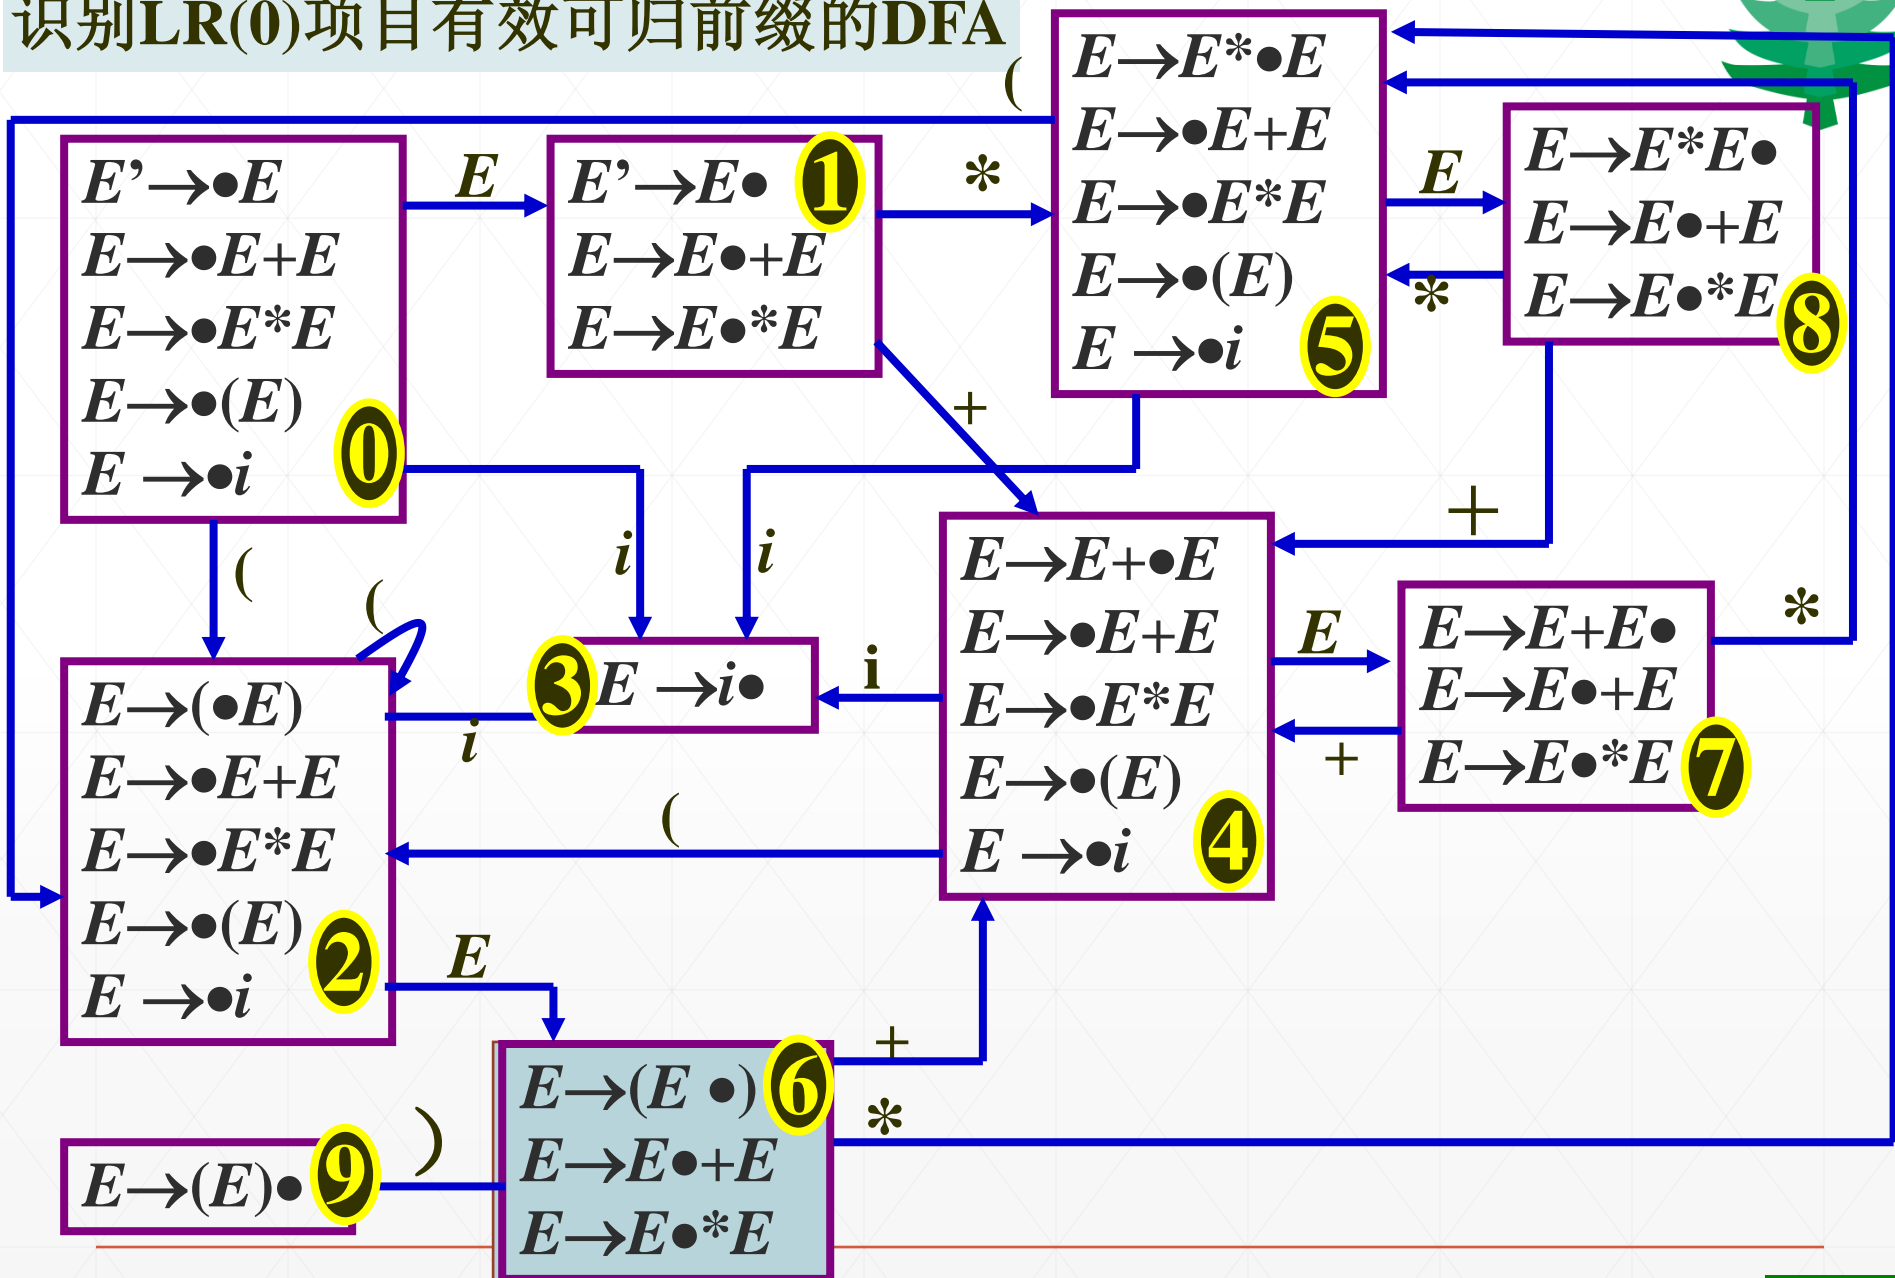 识别LR(0)项目有效可归前缀的DFA
E’→●E
E→●E+E
E→●E*E
E→●(E)
E →●i
0
E
E’→E●
E→E●+E
E→E●*E
1
*
+
(
E→E*●E
E→●E+E
E→●E*E
E→●(E)
E →●i
5
E
*
E→E*E●
E→E●+E
E→E●*E
8
+
(
(
i
i
E→(●E)
E→●E+E
E→●E*E
E→●(E)
E →●i
2
i
3
E →i●
i
(
E→E+●E
E→●E+E
E→●E*E
E→●(E)
E →●i
4
E
+
E→E+E●
E→E●+E
E→E●*E
7
*
E
E→(E ●)
E→E●+E
E→E●*E
6
+
*
)
E→(E)●
9